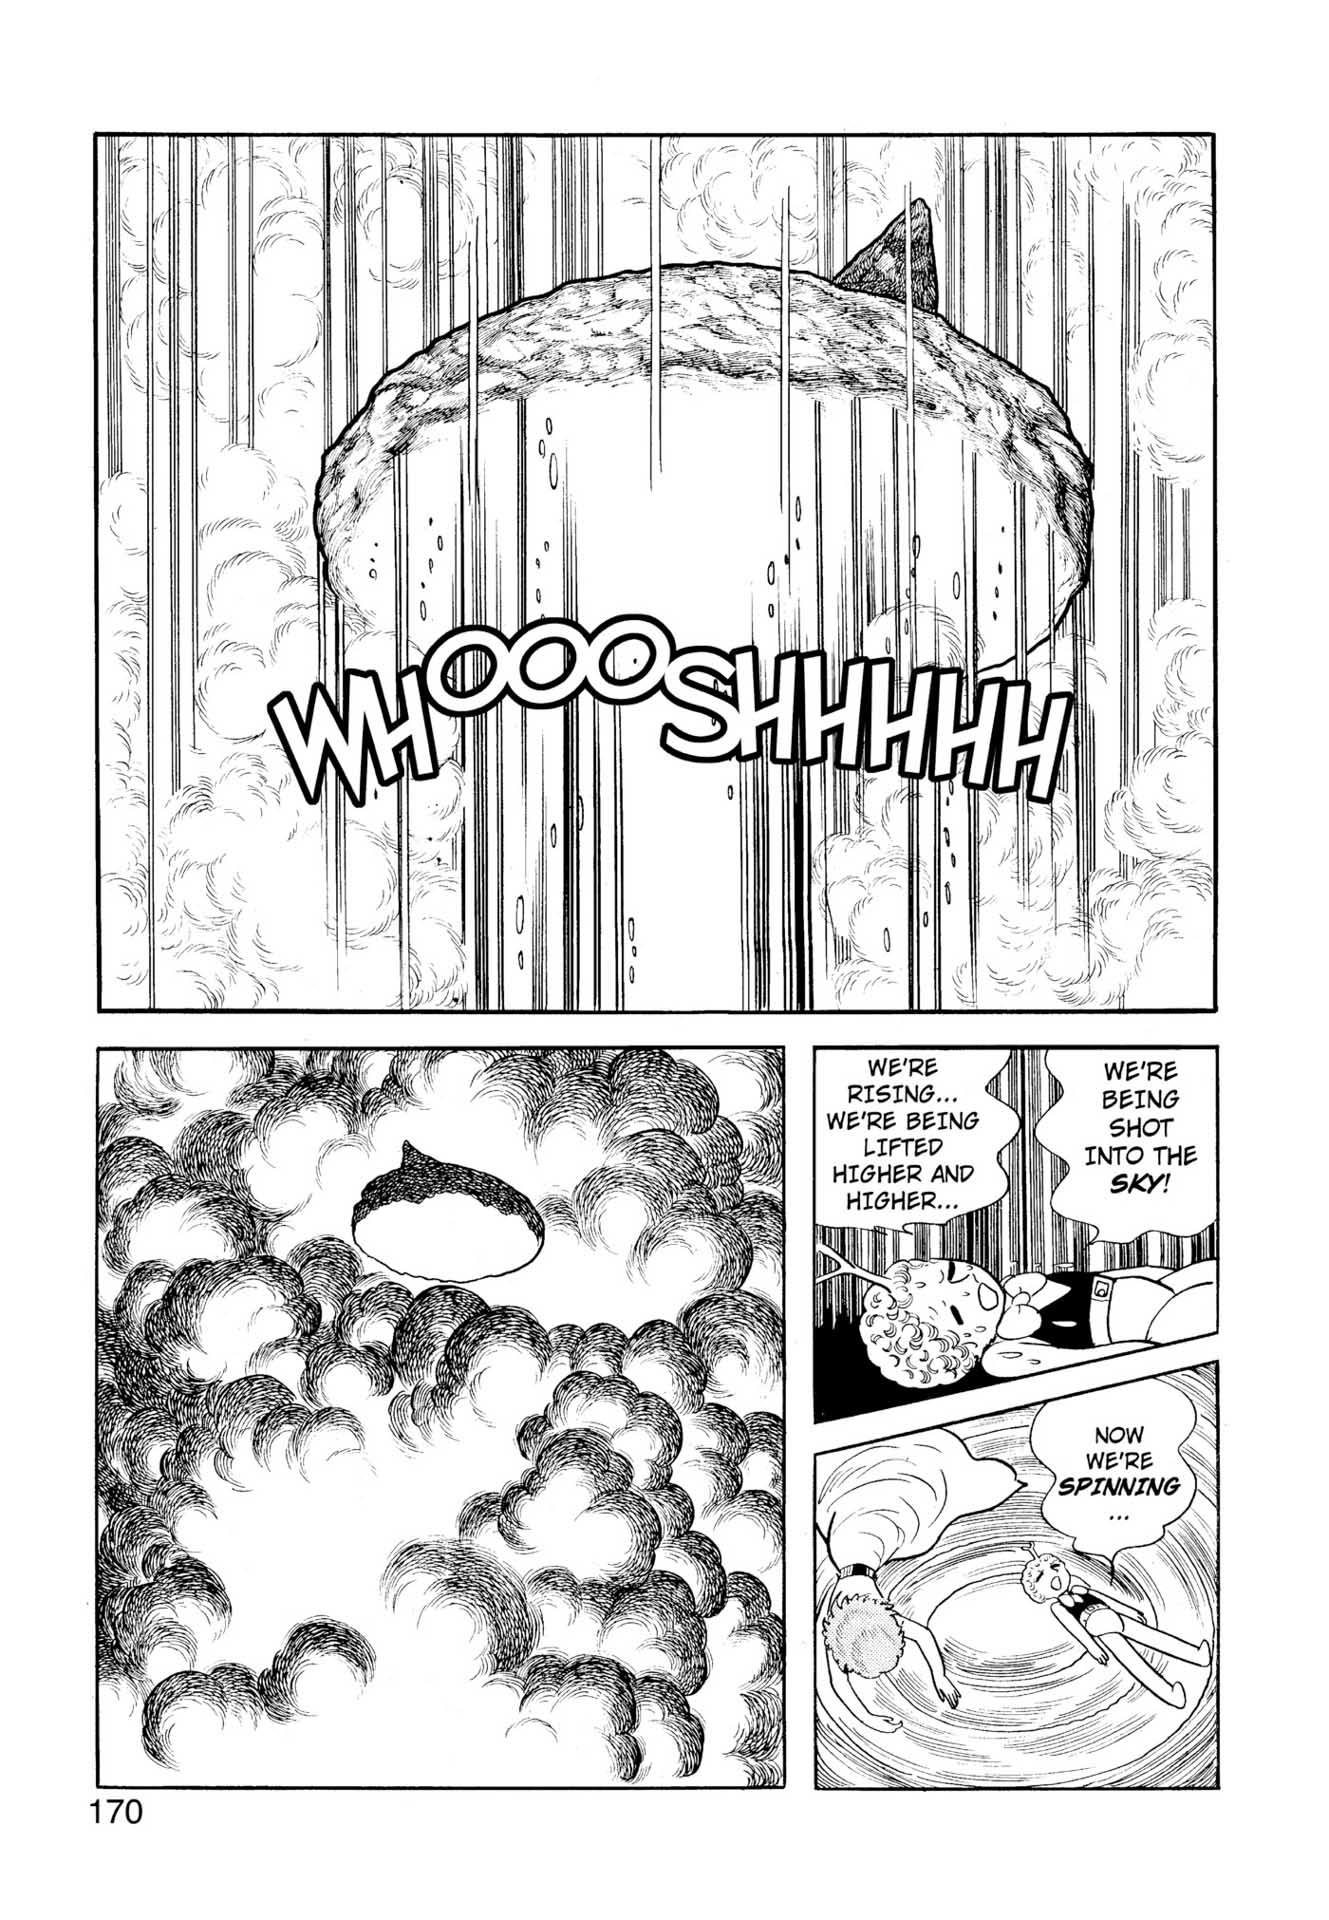 WHOOOOSHHHHHH
WE'RE
BEING
SHOT
INTO THE
SKY!
WE'RE
RISING...
WE'RE BEING
LIFTED
HIGHER AND
HIGHER...
NOW
WE'RE
SPINNING
...
170